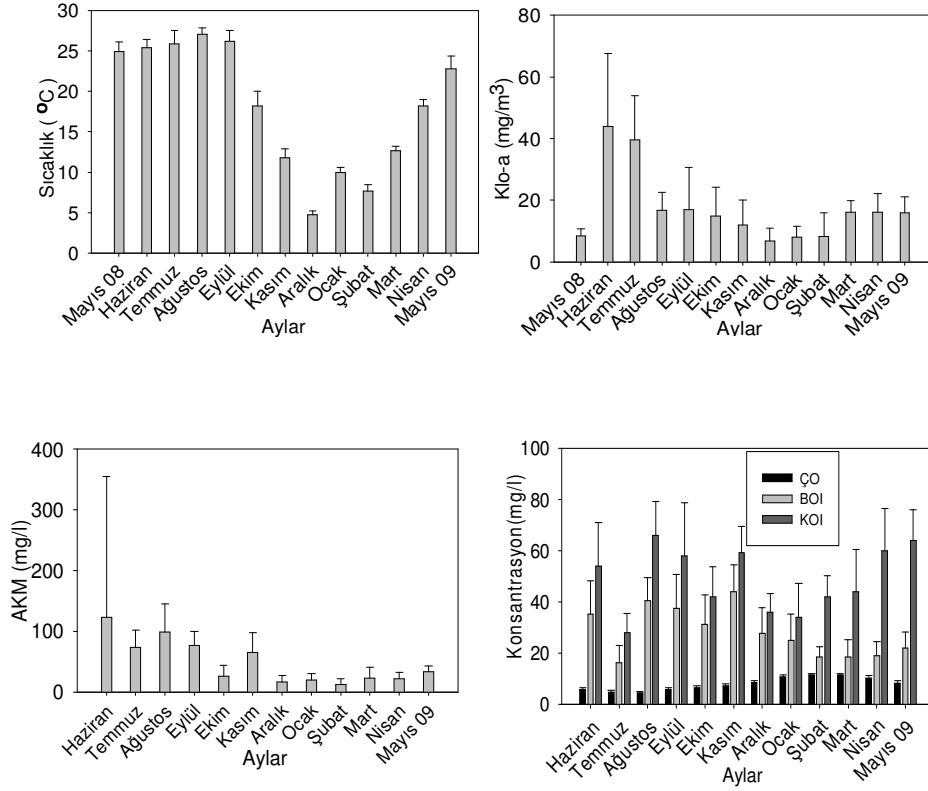 Sıcaklık ( ºC)
30
25
20
15
10
5
0
Mayıs 08
Haziran
Temmuz
Ağustos
Eylül
Ekim
Kasım
Aralık
Ocak
Şubat
Mart
Nisan
Mayıs 09
Aylar
Klo-a (mg/m³)
80
60
40
20
0
Mayıs 08
Haziran
Temmuz
Ağustos
Eylül
Ekim
Kasım
Aralık
Ocak
Şubat
Mart
Nisan
Mayıs 09
Aylar
AKM (mg/l)
400
300
200
100
0
Haziran
Temmuz
Ağustos
Eylül
Ekim
Kasım
Aralık
Ocak
Şubat
Mart
Nisan
Mayıs 09
Aylar
Konsantrasyon(mg/l)
100
80
60
40
20
0
ÇO
BOI
KOI
Haziran
Temmuz
Ağustos
Eylül
Ekim
Kasım
Aralık
Ocak
Şubat
Mart
Nisan
Mayıs 09
Aylar